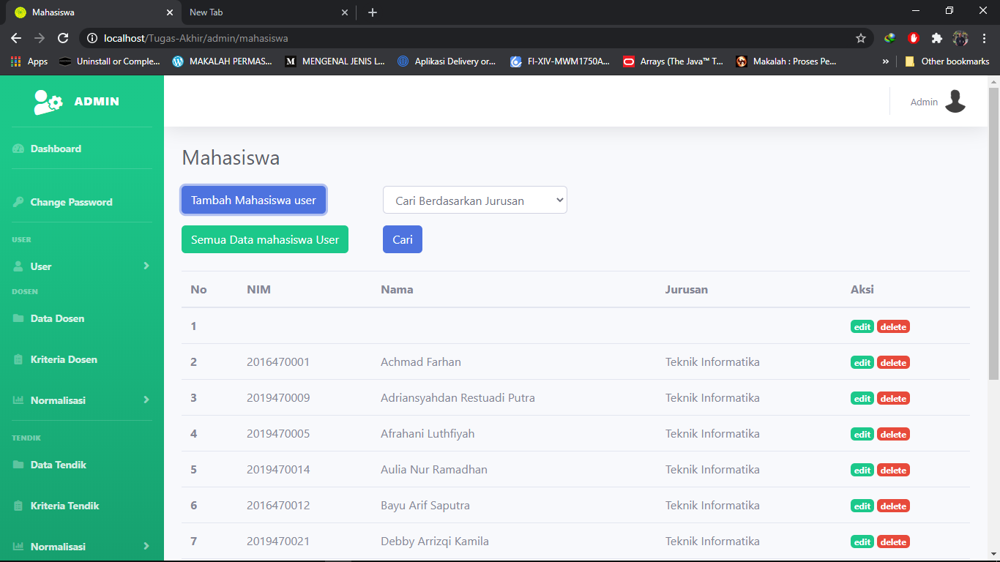 Mahasiswa
New Tab
localhost/Tugas-Akhir/admin/mahasiswa
Apps
Uninstall or Comple...
MAKALAH PERMAS...
MENGENAL JENIS L...
Aplikasi Delivery or...
FI-XIV-MWM1750A...
Arrays (The Java™ T...
Makalah : Proses Pe...
»
Other bookmarks
ADMIN
Admin
Dashboard
Change Password
USER
User
DOSEN
Data Dosen
Kriteria Dosen
Normalisasi
TENDIK
Data Tendik
Kriteria Tendik
Normalisasi
Mahasiswa
Tambah Mahasiswa user
Cari Berdasarkan Jurusan
Semua Data mahasiswa User
Cari
No NIM Nama Jurusan Aksi
1 edit delete
2 2016470001 Achmad Farhan Teknik Informatika edit delete
3 2019470009 Adriansyahdan Restuadi Putra Teknik Informatika edit delete
4 2019470005 Afrahani Luthfiyah Teknik Informatika edit delete
5 2019470014 Aulia Nur Ramadhan Teknik Informatika edit delete
6 2016470012 Bayu Arif Saputra Teknik Informatika edit delete
7 2019470021 Debby Arrizqi Kamila Teknik Informatika edit delete